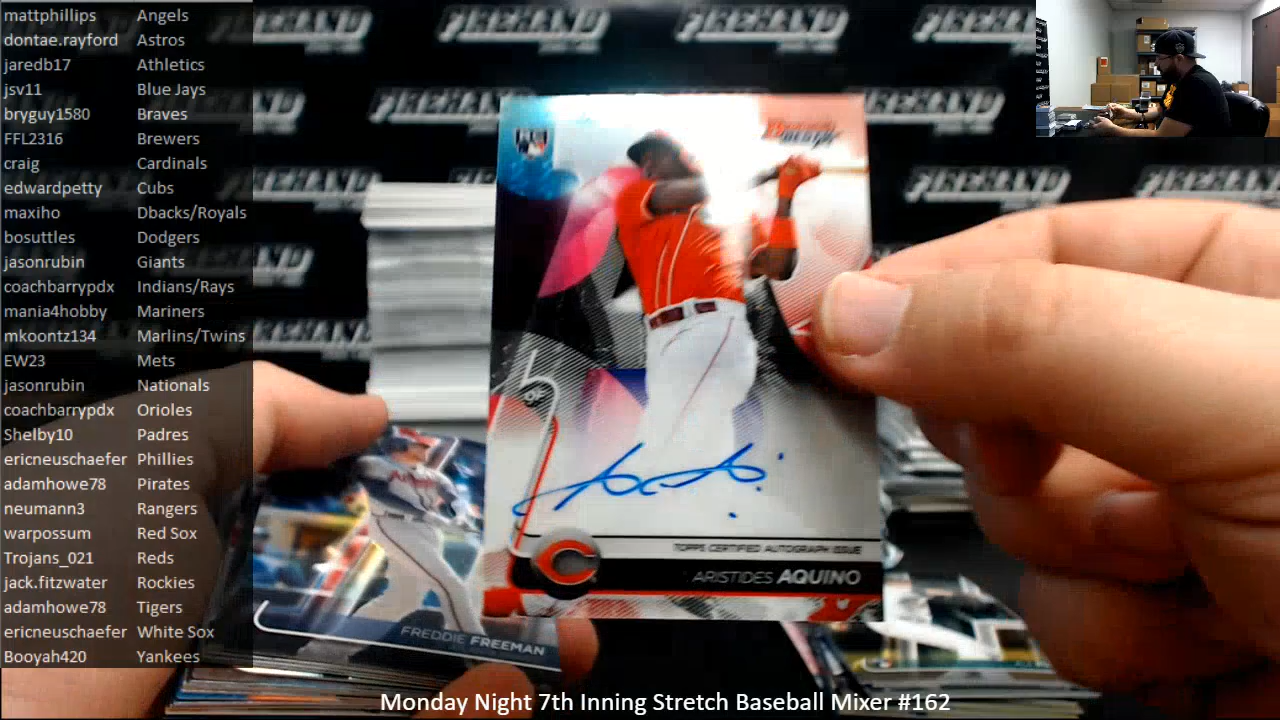 mattphillips Angels
dontae.rayford Astros
jaredb17 Athletics
jsv11 Blue Jays
bryguy1580 Braves
FFL2316 Brewers
craig Cardinals
edwardpetty Cubs
maxiho Dbacks/Royals
bosuttles Dodgers
jasonrubin Giants
coachbarrypdx Indians/Rays
mania4hobby Mariners
mkoontz134 Marlins/Twins
EW23 Mets
jasonrubin Nationals
coachbarrypdx Orioles
Shelby10 Padres
ericneuschaefer Phillies
adamhowe78 Pirates
neumann3 Rangers
warpossum Red Sox
Trojans_021 Reds
jack.fitzwater Rockies
adamhowe78 Tigers
ericneuschaefer White Sox
Booyah420 Yankees
FIREHAND
RC
OF
C
TOPPS CERTIFIED AUTOGRAPH ISSUE
ARISTIDES AQUINO
FREDDIE FREEMAN
Monday Night 7th Inning Stretch Baseball Mixer #162